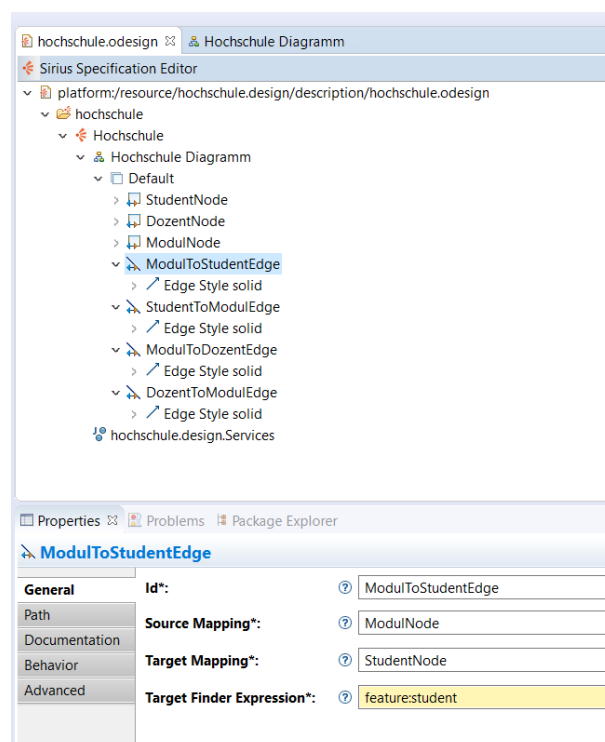 hochschule.odesign Hochschule Diagramm
Sirius Specification Editor
platform:/resource/hochschule.design/description/hochschule.odesign
hochschule
Hochschule
Hochschule Diagramm
Default
StudentNode
DozentNode
ModulNode
ModulToStudentEdge
Edge Style solid
StudentToModulEdge
Edge Style solid
ModulToDozentEdge
Edge Style solid
DozentToModulEdge
Edge Style solid
hochschule.design.Services
Properties Problems Package Explorer
ModulToStudentEdge
General
Path
Documentation
Behavior
Advanced
Id*: ModulToStudentEdge
Source Mapping*: ModulNode
Target Mapping*: StudentNode
Target Finder Expression*: feature:student